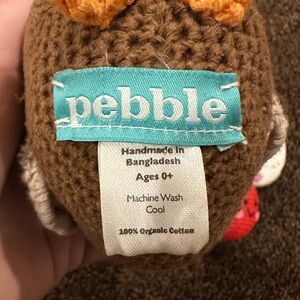 pebble
Handmade in
Bangladesh
Ages 0+
Machine Wash
Cool
100% Organic Cotton